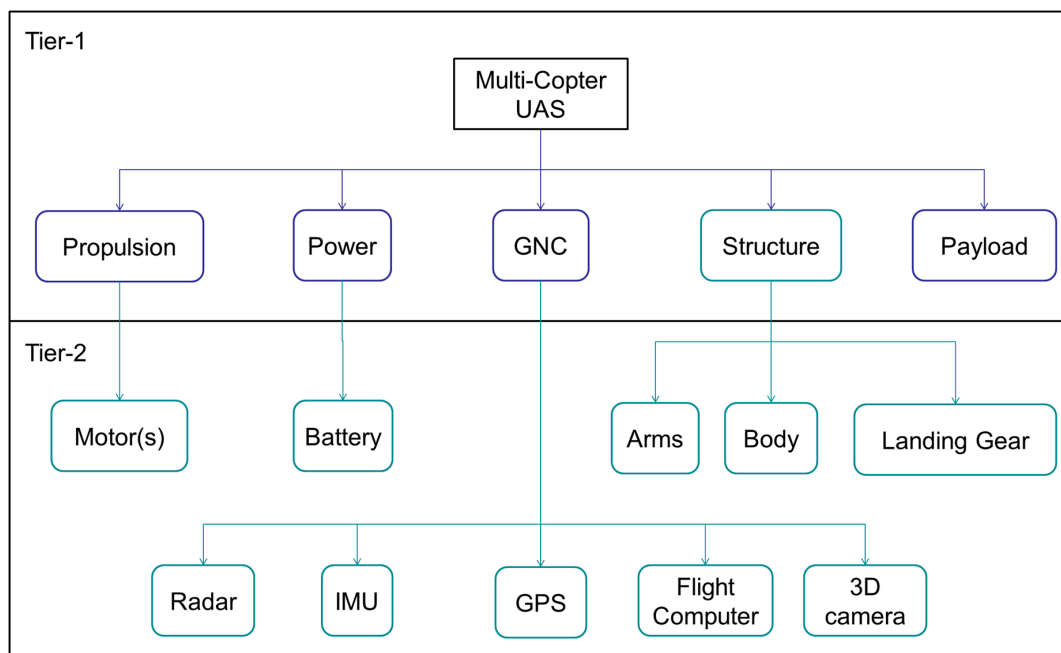 Tier-1
Multi-Copter
UAS
Propulsion
Power
GNC
Structure
Payload
Tier-2
Motor(s)
Battery
Arms
Body
Landing Gear
Radar
IMU
GPS
Flight
Computer
3D
camera